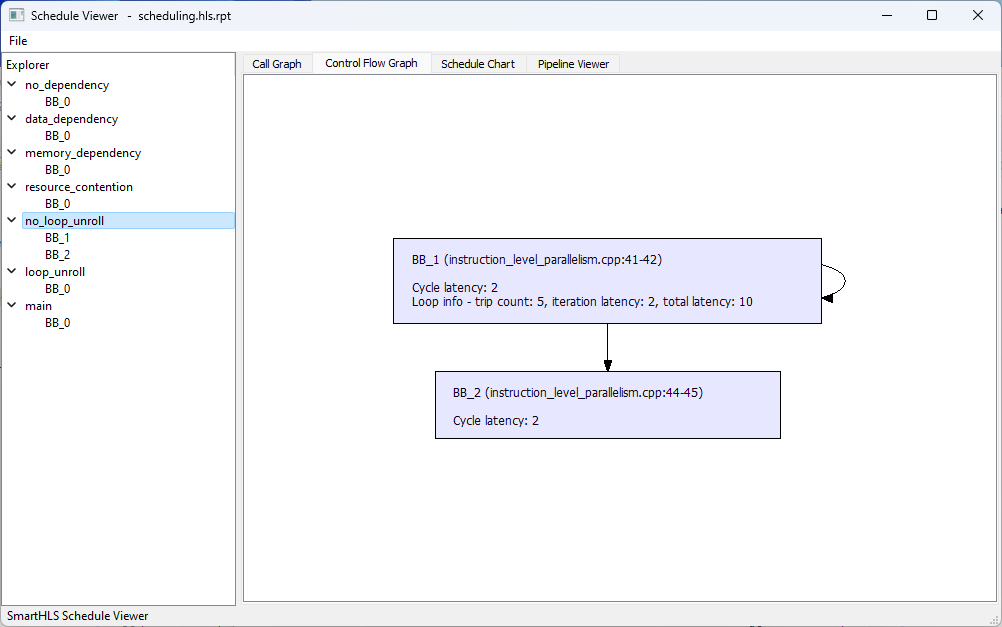 Schedule Viewer - scheduling.hls.rpt
File
Explorer
no_dependency
BB_0
data_dependency
BB_0
memory_dependency
BB_0
resource_contention
BB_0
no_loop_unroll
BB_1
BB_2
loop_unroll
BB_0
main
BB_0
Call Graph
Control Flow Graph
Schedule Chart
Pipeline Viewer
BB_1 (instruction_level_parallelism.cpp:41-42)
Cycle latency: 2
Loop info - trip count: 5, iteration latency: 2, total latency: 10
BB_2 (instruction_level_parallelism.cpp:44-45)
Cycle latency: 2
SmartHLS Schedule Viewer